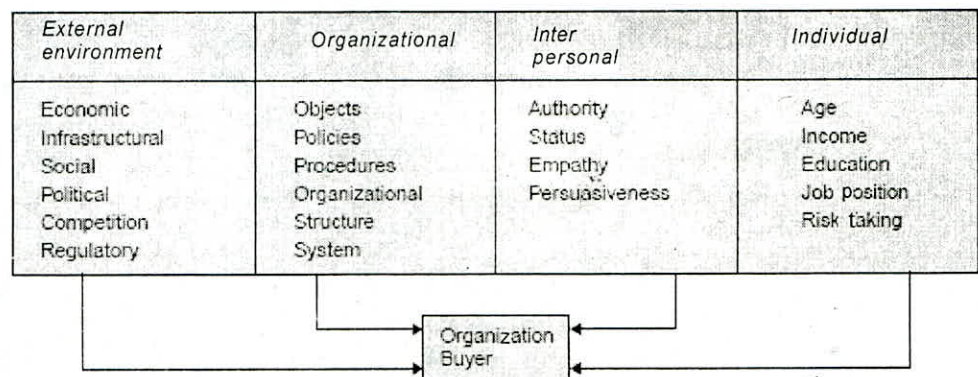 External
environment
Organizational
Inter
personal
Individual
Economic
Infrastructural
Social
Political
Competition
Regulatory
Objects
Policies
Procedures
Organizational
Structure
System
Authority
Status
Empathy
Persuasiveness
Age
Income
Education
Job position
Risk taking
Organization
Buyer